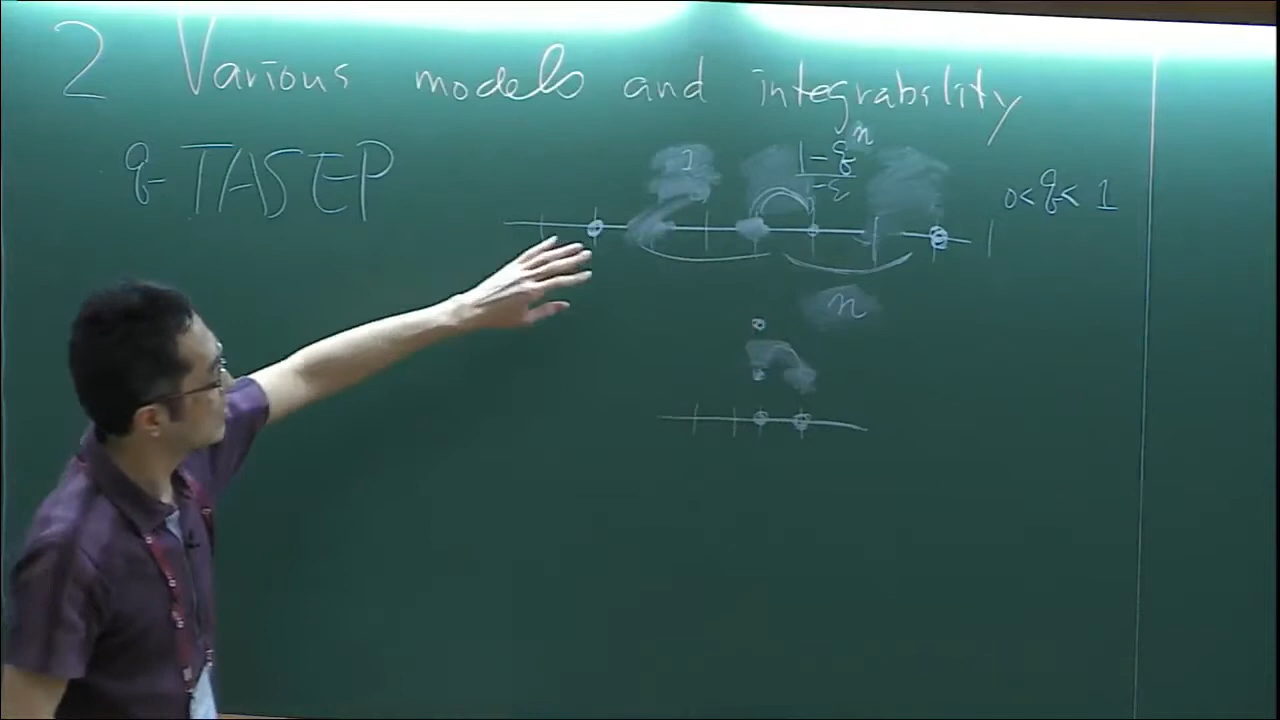 2 Various models and integrability
q-TASEP
1
1-q^n
0<q<1
n